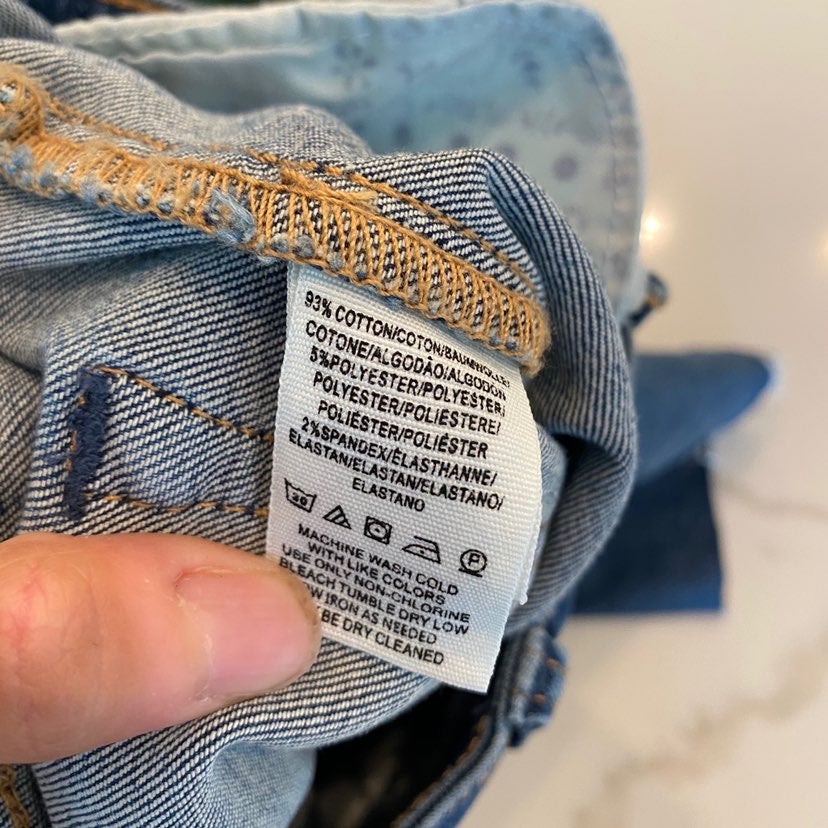 93% COTTON/COTON/BAUMWOLLE/
COTONE/ALGODÃO/ALGODON
5%POLYESTER/POLYESTER/
POLYESTER/POLIESTERE/
POLIÉSTER/POLIÉSTER
2%SPANDEX/ÉLASTHANNE/
ELASTAN/ELASTAN/ELASTANO/
ELASTANO
30 P
MACHINE WASH COLD
WITH LIKE COLORS
USE ONLY NON-CHLORINE
BLEACH TUMBLE DRY LOW
IRON AS NEEDED
BE DRY CLEANED